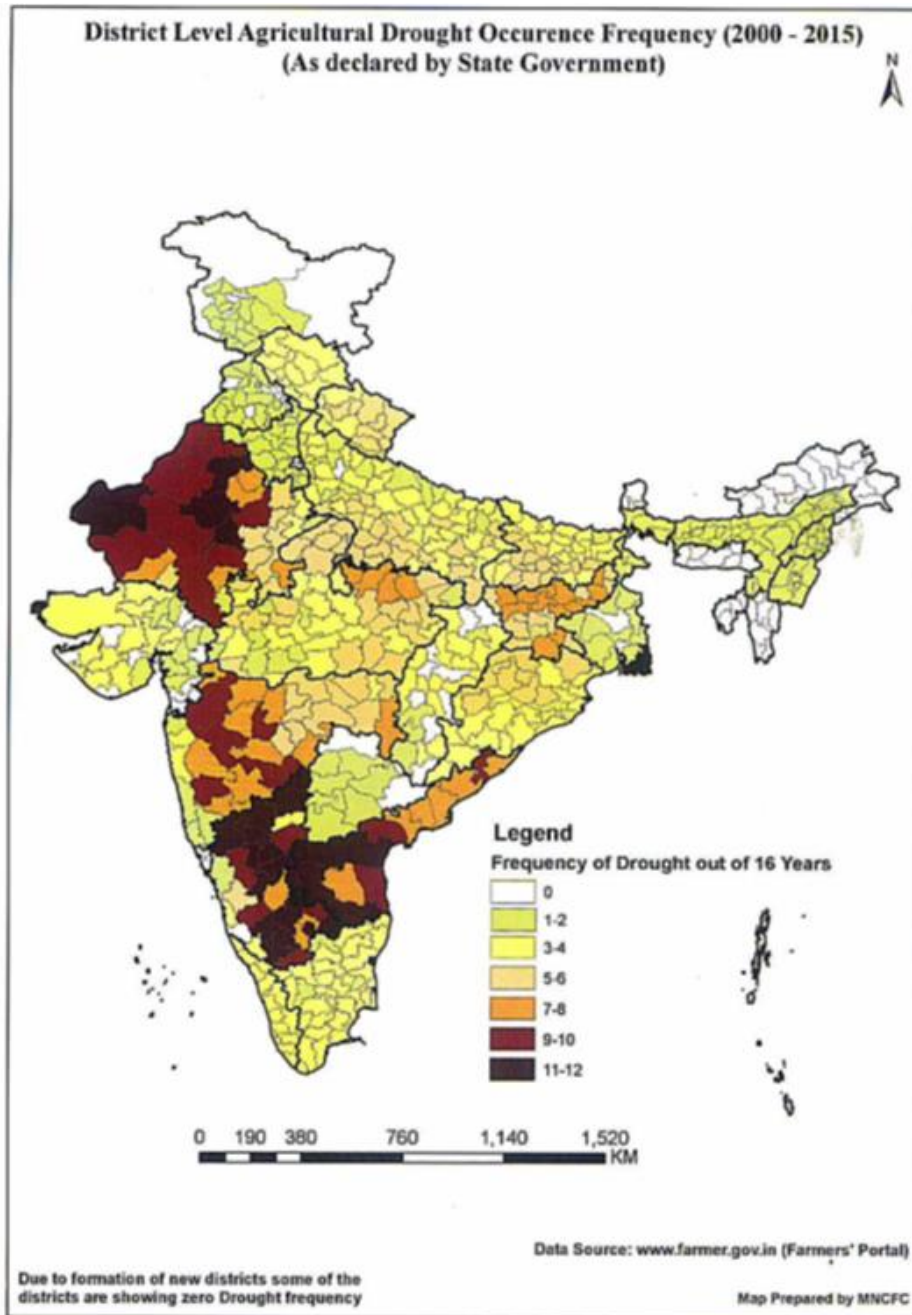 District Level Agricultural Drought Occurence Frequency (2000 - 2015)
(As declared by State Government)
N
Legend
Frequency of Drought out of 16 Years
0
1-2
3-4
5-6
7-8
9-10
11-12
0 190 380 760 1,140 1,520
KM
Data Source: www.farmer.gov.in (Farmers' Portal)
Due to formation of new districts some of the
districts are showing zero Drought frequency
Map Prepared by MNCFC